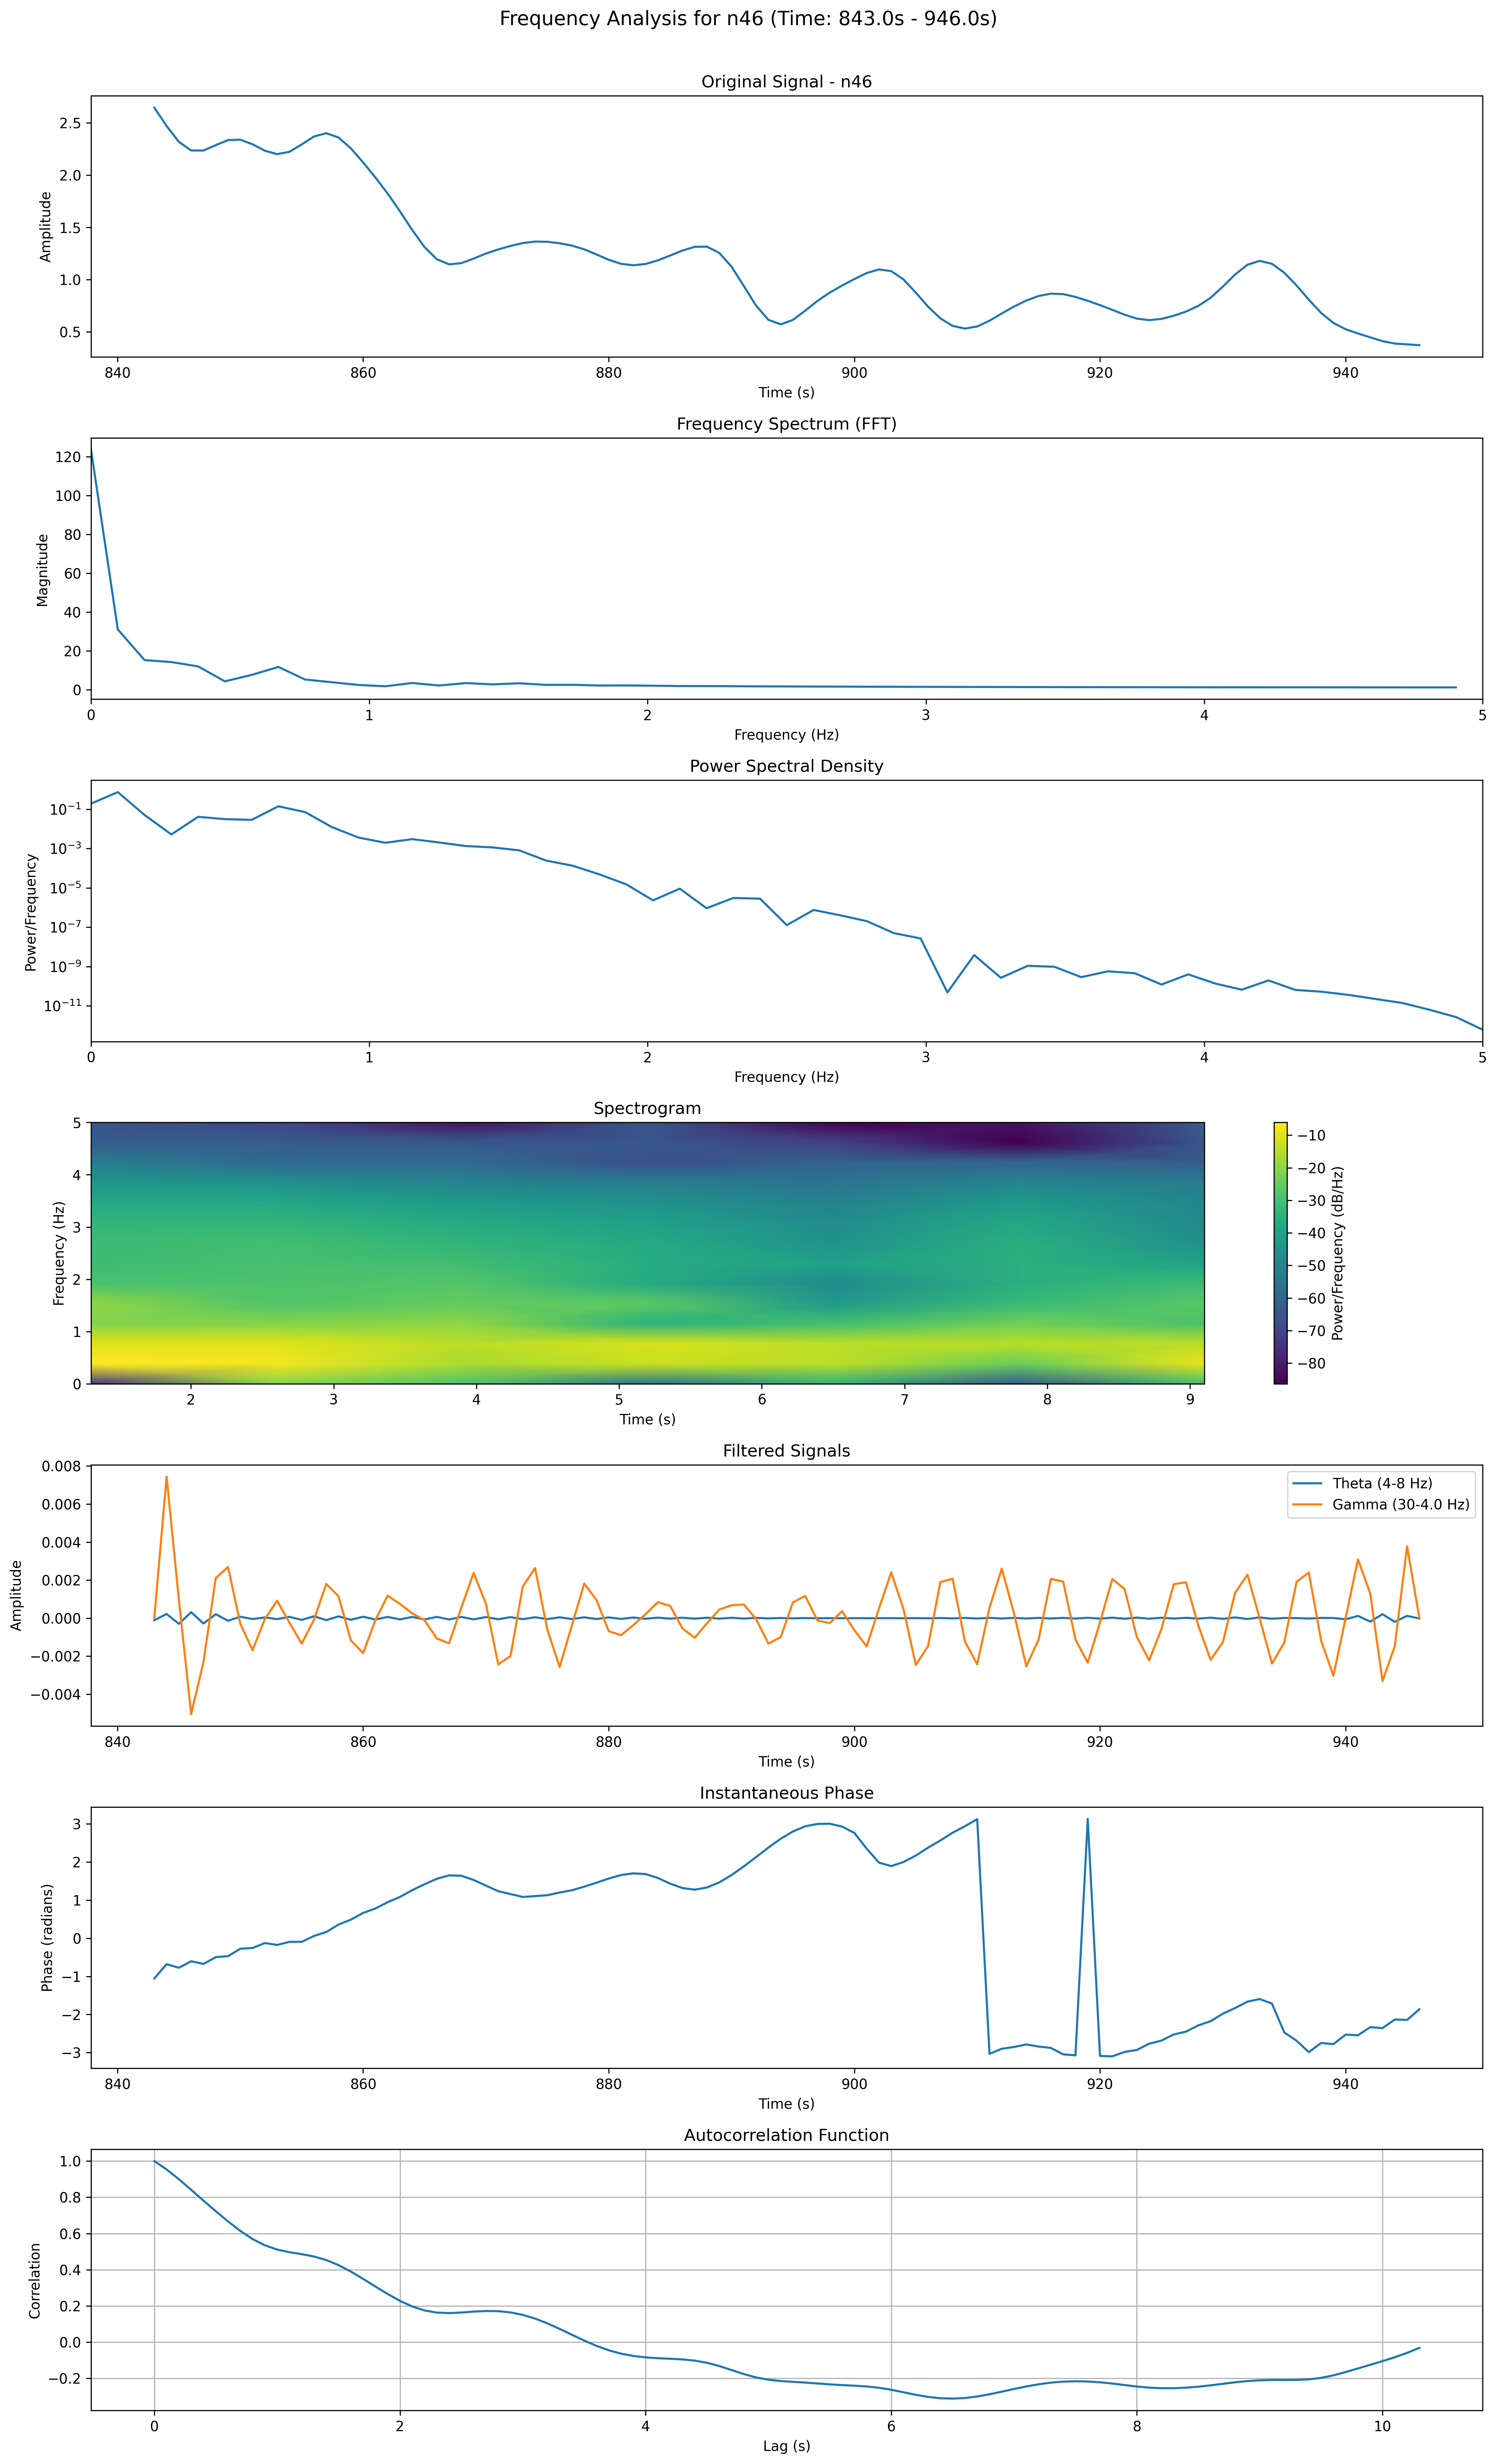 Frequency Analysis for n46 (Time: 843.0s - 946.0s)
Original Signal - n46
Amplitude
2.5
2.0
1.5
1.0
0.5
840 860 880 900 920 940
Time (s)
Frequency Spectrum (FFT)
Magnitude
120
100
80
60
40
20
0
0 1 2 3 4 5
Frequency (Hz)
Power Spectral Density
Power/Frequency
10⁻¹
10⁻³
10⁻⁵
10⁻⁷
10⁻⁹
10⁻¹¹
0 1 2 3 4 5
Frequency (Hz)
Spectrogram
Frequency (Hz)
5
4
3
2
1
0
2 3 4 5 6 7 8 9
Time (s)
−10
−20
−30
−40
−50
−60
−70
−80
Power/Frequency (dB/Hz)
Filtered Signals
Amplitude
0.008
0.006
0.004
0.002
0.000
−0.002
−0.004
Theta (4-8 Hz)
Gamma (30-4.0 Hz)
840 860 880 900 920 940
Time (s)
Instantaneous Phase
Phase (radians)
3
2
1
0
−1
−2
−3
840 860 880 900 920 940
Time (s)
Autocorrelation Function
Correlation
1.0
0.8
0.6
0.4
0.2
0.0
−0.2
0 2 4 6 8 10
Lag (s)